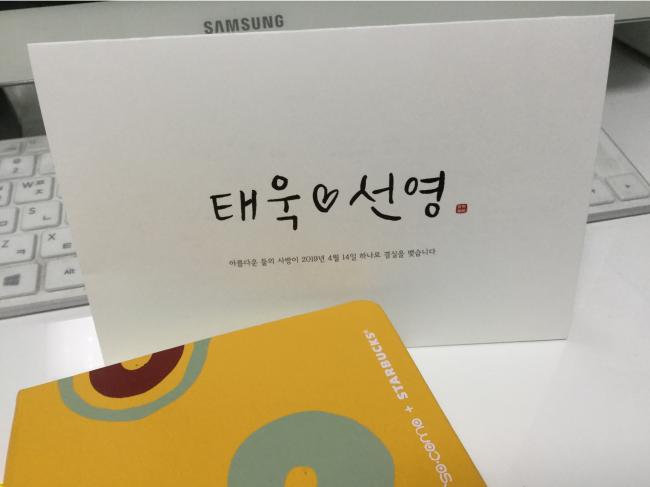 SAMSUNG
태욱♡선영
아름다운 둘의 사랑이 2019년 4월 14일 하나로 결실을 맺습니다
+ STARBUCKS
Alt